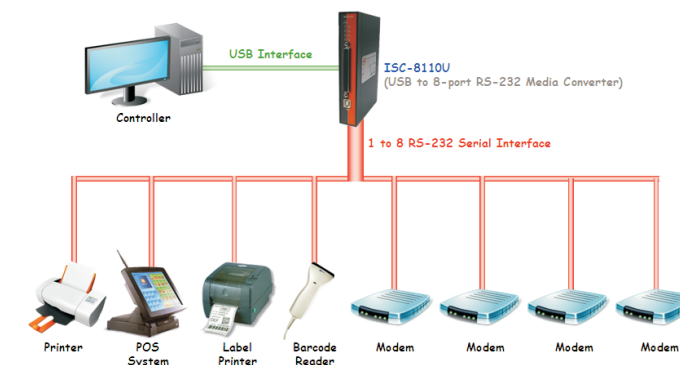 USB Interface
ISC-8110U
(USB to 8-port RS-232 Media Converter)
Controller
1 to 8 RS-232 Serial Interface
Printer
POS
System
Label
Printer
Barcode
Reader
Modem
Modem
Modem
Modem